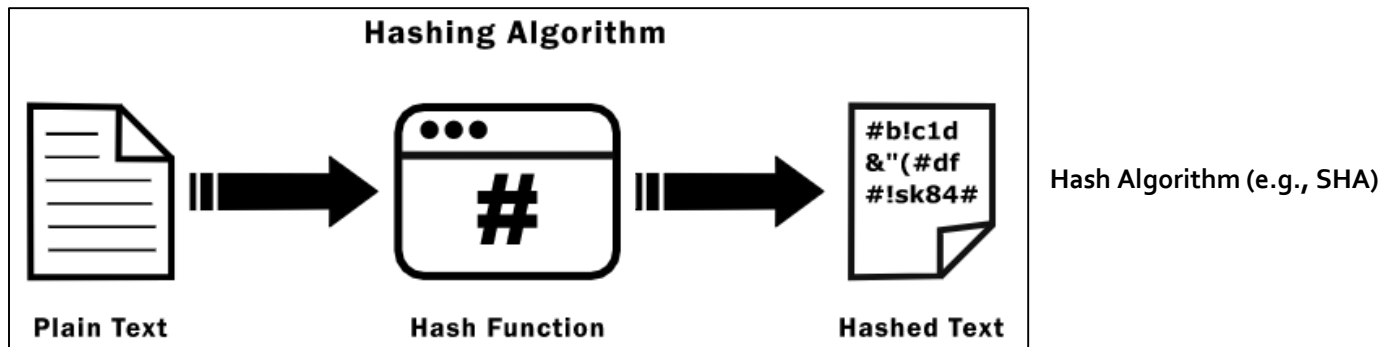 Hashing Algorithm
#
#b!c1d
&"(#df
#!sk84#
Plain Text
Hash Function
Hashed Text
Hash Algorithm (e.g., SHA)